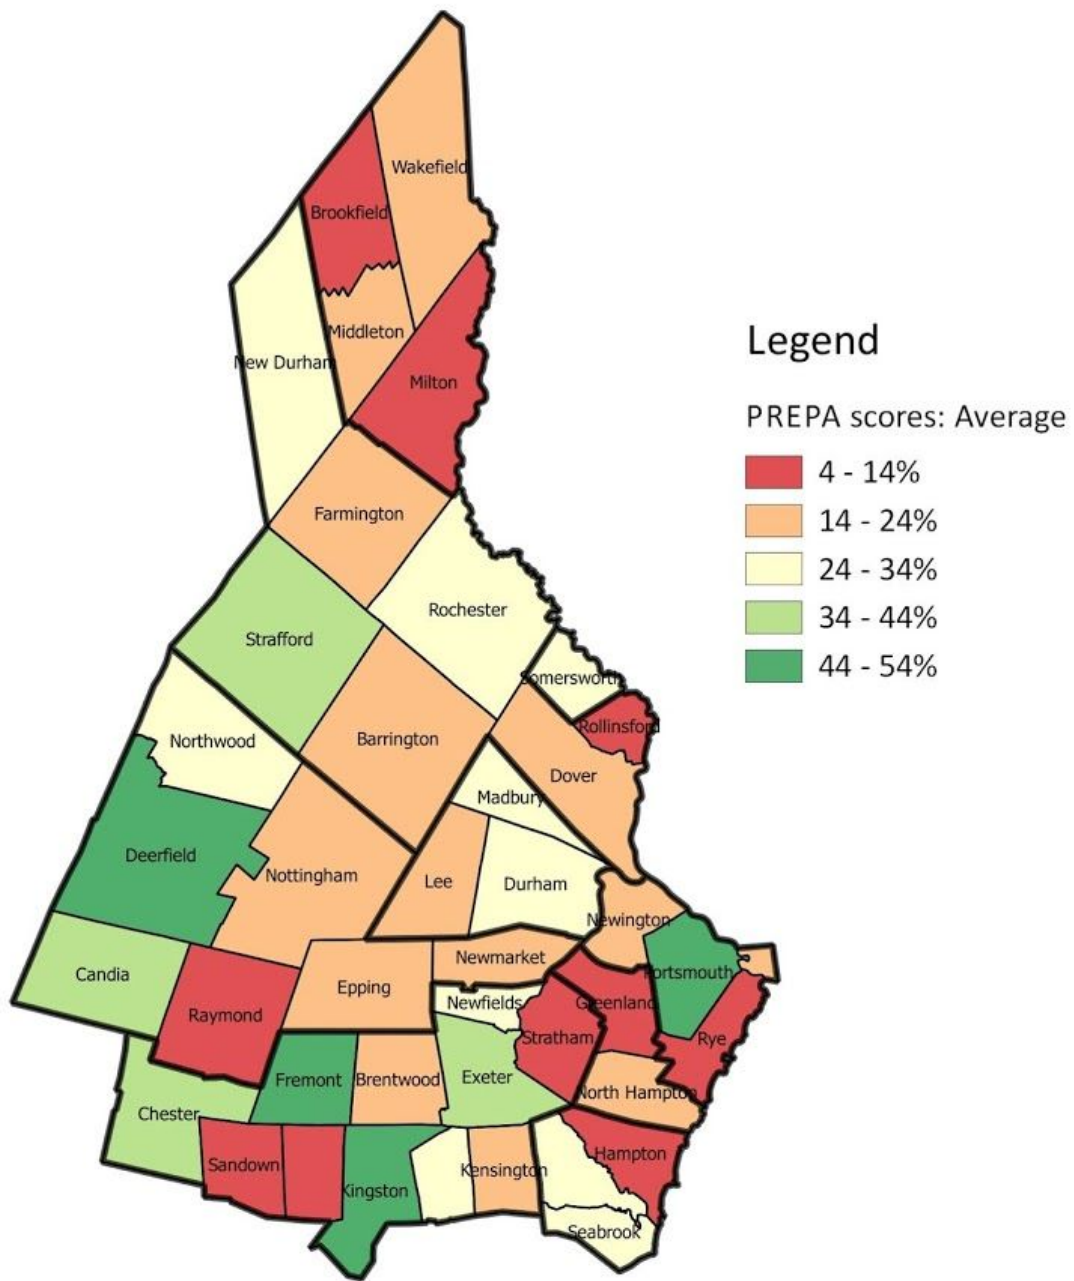 Wakefield
Brookfield
Middleton
New Durham
Milton
Legend
PREPA scores: Average
4 - 14%
14 - 24%
24 - 34%
34 - 44%
44 - 54%
Farmington
Rochester
Strafford
Somersworth
Rollinsford
Northwood
Barrington
Dover
Madbury
Deerfield
Nottingham
Lee
Durham
Newington
Newmarket
Portsmouth
Candia
Epping
Newfields
Greenland
Raymond
Stratham
Rye
Fremont
Brentwood
Exeter
North Hampton
Chester
Hampton
Sandown
Kensington
Kingston
Seabrook